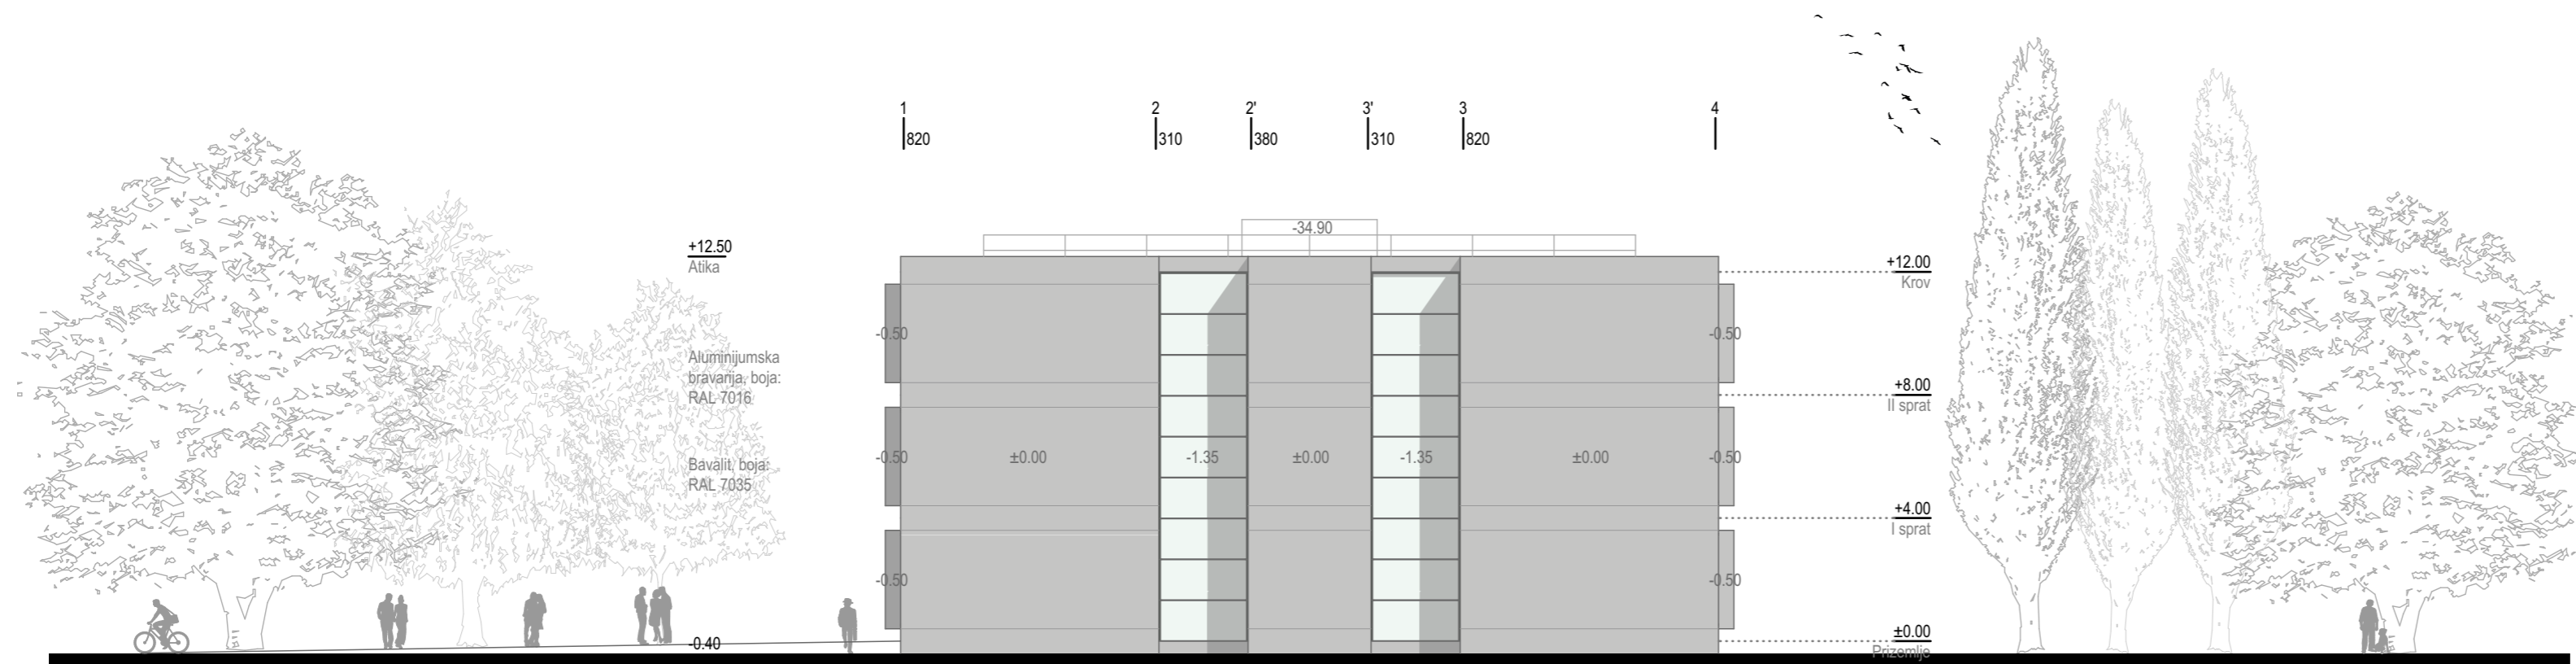 1 2 2' 3' 3 4
820 310 380 310 820
-34.90
+12.50
Atika
+12.00
Krov
-0.50 -0.50
Aluminijumska
bravarija, boja:
RAL 7016
+8.00
II sprat
Bavalit, boja:
RAL 7035
-0.50 ±0.00 -1.35 ±0.00 -1.35 ±0.00 -0.50
+4.00
I sprat
-0.50 -0.50
-0.40
±0.00
Prizemlje